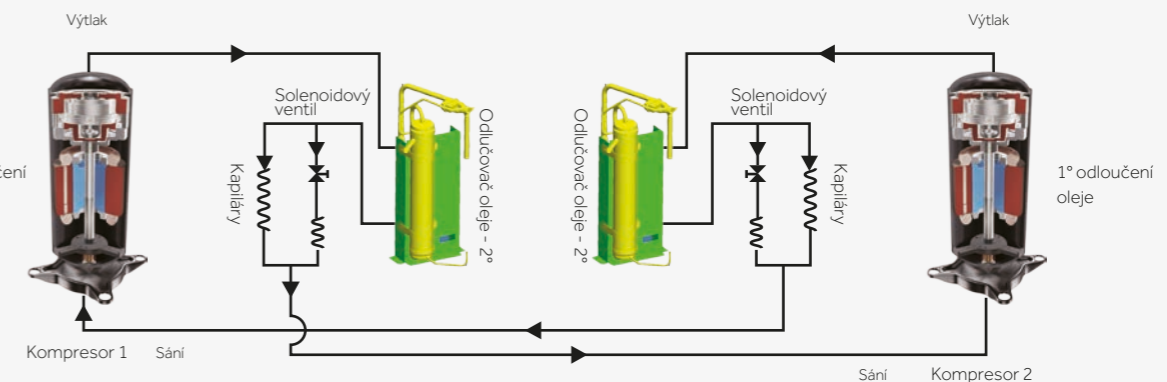 Výtlak
Výtlak
Solenoidový
ventil
Odlučovač oleje - 2°
Kapiláry
Odlučovač oleje - 2°
Solenoidový
ventil
Kapiláry
1° odloučení
oleje
Kompresor 1
Sání
Sání
Kompresor 2